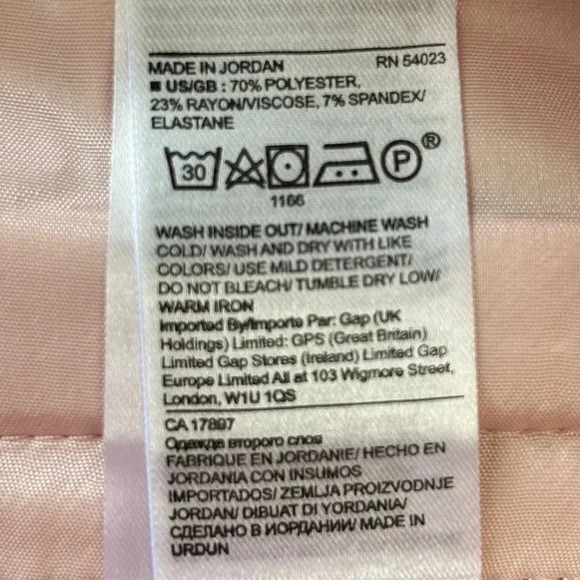 MADE IN JORDAN RN 54023
■ US/GB : 70% POLYESTER,
23% RAYON/VISCOSE, 7% SPANDEX/
ELASTANE
30 P ®
1166
WASH INSIDE OUT/ MACHINE WASH
COLD/ WASH AND DRY WITH LIKE
COLORS/ USE MILD DETERGENT/
DO NOT BLEACH/ TUMBLE DRY LOW/
WARM IRON
Imported By/Importe Par: Gap (UK
Holdings) Limited: GPS (Great Britain)
Limited Gap Stores (Ireland) Limited Gap
Europe Limited All at 103 Wigmore Street,
London, W1U 1QS
CA 17897
Одежда второго слоя
FABRIQUE EN JORDANIE/ HECHO EN
JORDANIA CON INSUMOS
IMPORTADOS/ ZEMLJA PROIZVODNJE
JORDAN/ DIBUAT DI YORDANIA/
СДЕЛАНО В ИОРДАНИИ/ MADE IN
URDUN